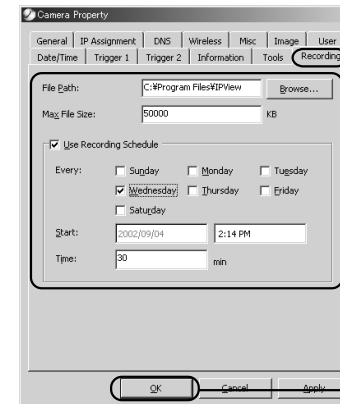 Camera Property
General IP Assignment DNS Wireless Misc Image User
Date/Time Trigger 1 Trigger 2 Information Tools Recording
File Path: C:¥Program Files¥IPView Browse...
Max File Size: 50000 KB
Use Recording Schedule
Every: Sunday Monday Tuesday
Wednesday Thursday Friday
Saturday
Start: 2002/09/04 2:14 PM
Time: 30 min
OK Cancel Apply